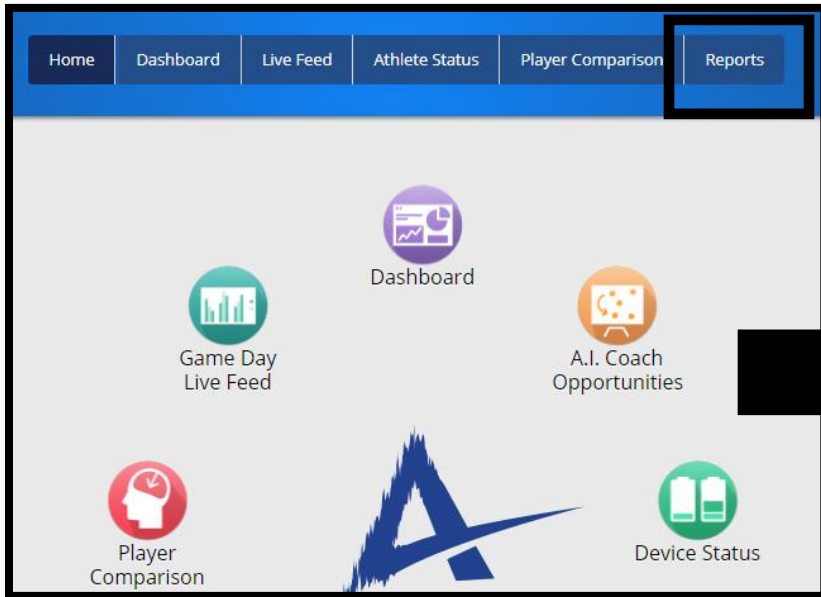 Home Dashboard Live Feed Athlete Status Player Comparison Reports
Dashboard
Game Day
Live Feed
A.I. Coach
Opportunities
Player
Comparison
Device Status